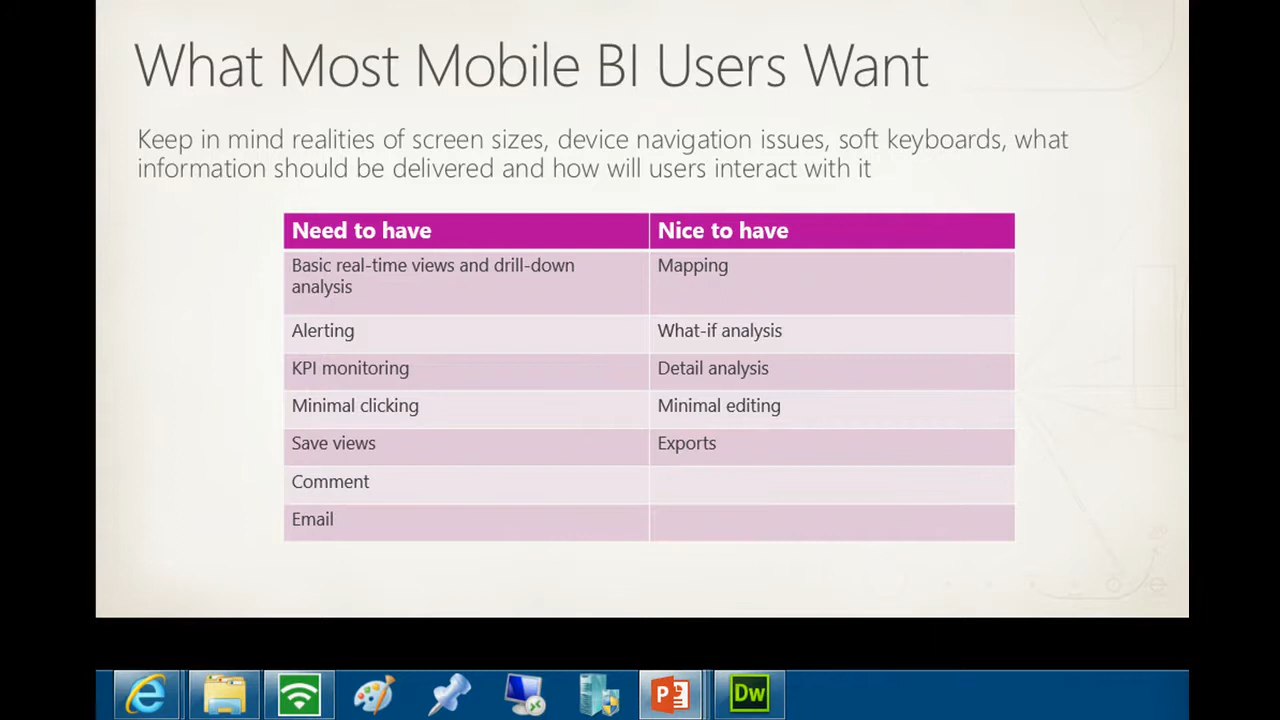 What Most Mobile BI Users Want
Keep in mind realities of screen sizes, device navigation issues, soft keyboards, what
information should be delivered and how will users interact with it
Need to have
Nice to have
Basic real-time views and drill-down
analysis
Mapping
Alerting
What-if analysis
KPI monitoring
Detail analysis
Minimal clicking
Minimal editing
Save views
Exports
Comment
Email
P
Dw